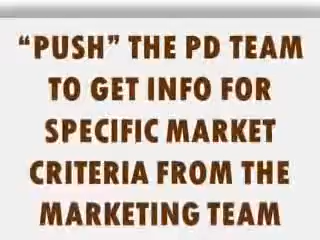 “PUSH” THE PD TEAM
TO GET INFO FOR
SPECIFIC MARKET
CRITERIA FROM THE
MARKETING TEAM